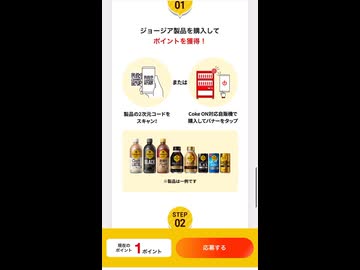 01
ジョージア製品を購入して
ポイントを獲得！
製品の2次元コードを
スキャン！
または
Coke ON対応自販機で
購入してバナーをタップ
※製品は一例です
STEP
02
現在の
ポイント
1
ポイント
応募する